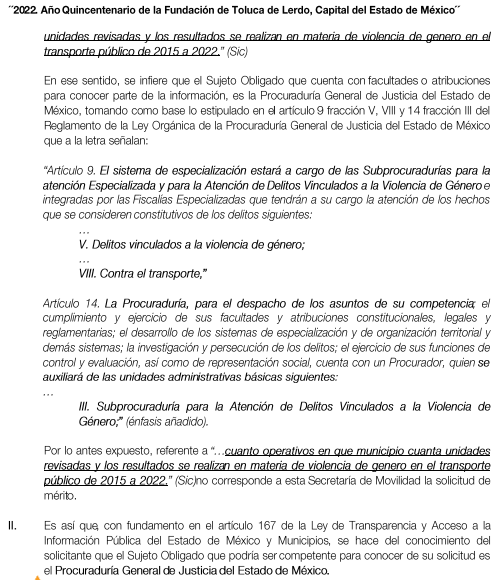 ´´2022. Año Quincentenario de la Fundación de Toluca de Lerdo, Capital del Estado de México´´
unidades revisadas y los resultados se realizan en materia de violencia de genero en el
transporte público de 2015 a 2022.” (Sic)
En ese sentido, se infiere que el Sujeto Obligado que cuenta con facultades o atribuciones
para conocer parte de la información, es la Procuraduría General de Justicia del Estado de
México, tomando como base lo estipulado en el artículo 9 fracción V, VIII y 14 fracción III del
Reglamento de la Ley Orgánica de la Procuraduría General de Justicia del Estado de México
que a la letra señalan:
“Artículo 9. El sistema de especialización estará a cargo de las Subprocuradurías para la
atención Especializada y para la Atención de Delitos Vinculados a la Violencia de Género e
integradas por las Fiscalías Especializadas que tendrán a su cargo la atención de los hechos
que se consideren constitutivos de los delitos siguientes:
…
V. Delitos vinculados a la violencia de género;
…
VIII. Contra el transporte,”
Artículo 14. La Procuraduría, para el despacho de los asuntos de su competencia; el
cumplimiento y ejercicio de sus facultades y atribuciones constitucionales, legales y
reglamentarias; el desarrollo de los sistemas de especialización y de organización territorial y
demás sistemas; la investigación y persecución de los delitos; el ejercicio de sus funciones de
control y evaluación, así como de representación social, cuenta con un Procurador, quien se
auxiliará de las unidades administrativas básicas siguientes:
…
III. Subprocuraduría para la Atención de Delitos Vinculados a la Violencia de
Género;” (énfasis añadido).
Por lo antes expuesto, referente a “…cuanto operativos en que municipio cuanta unidades
revisadas y los resultados se realizan en materia de violencia de genero en el transporte
público de 2015 a 2022.” (Sic)no corresponde a esta Secretaría de Movilidad la solicitud de
mérito.
II. Es así que, con fundamento en el artículo 167 de la Ley de Transparencia y Acceso a la
Información Pública del Estado de México y Municipios, se hace del conocimiento del
solicitante que el Sujeto Obligado que podría ser competente para conocer de su solicitud es
el Procuraduría General de Justicia del Estado de México.